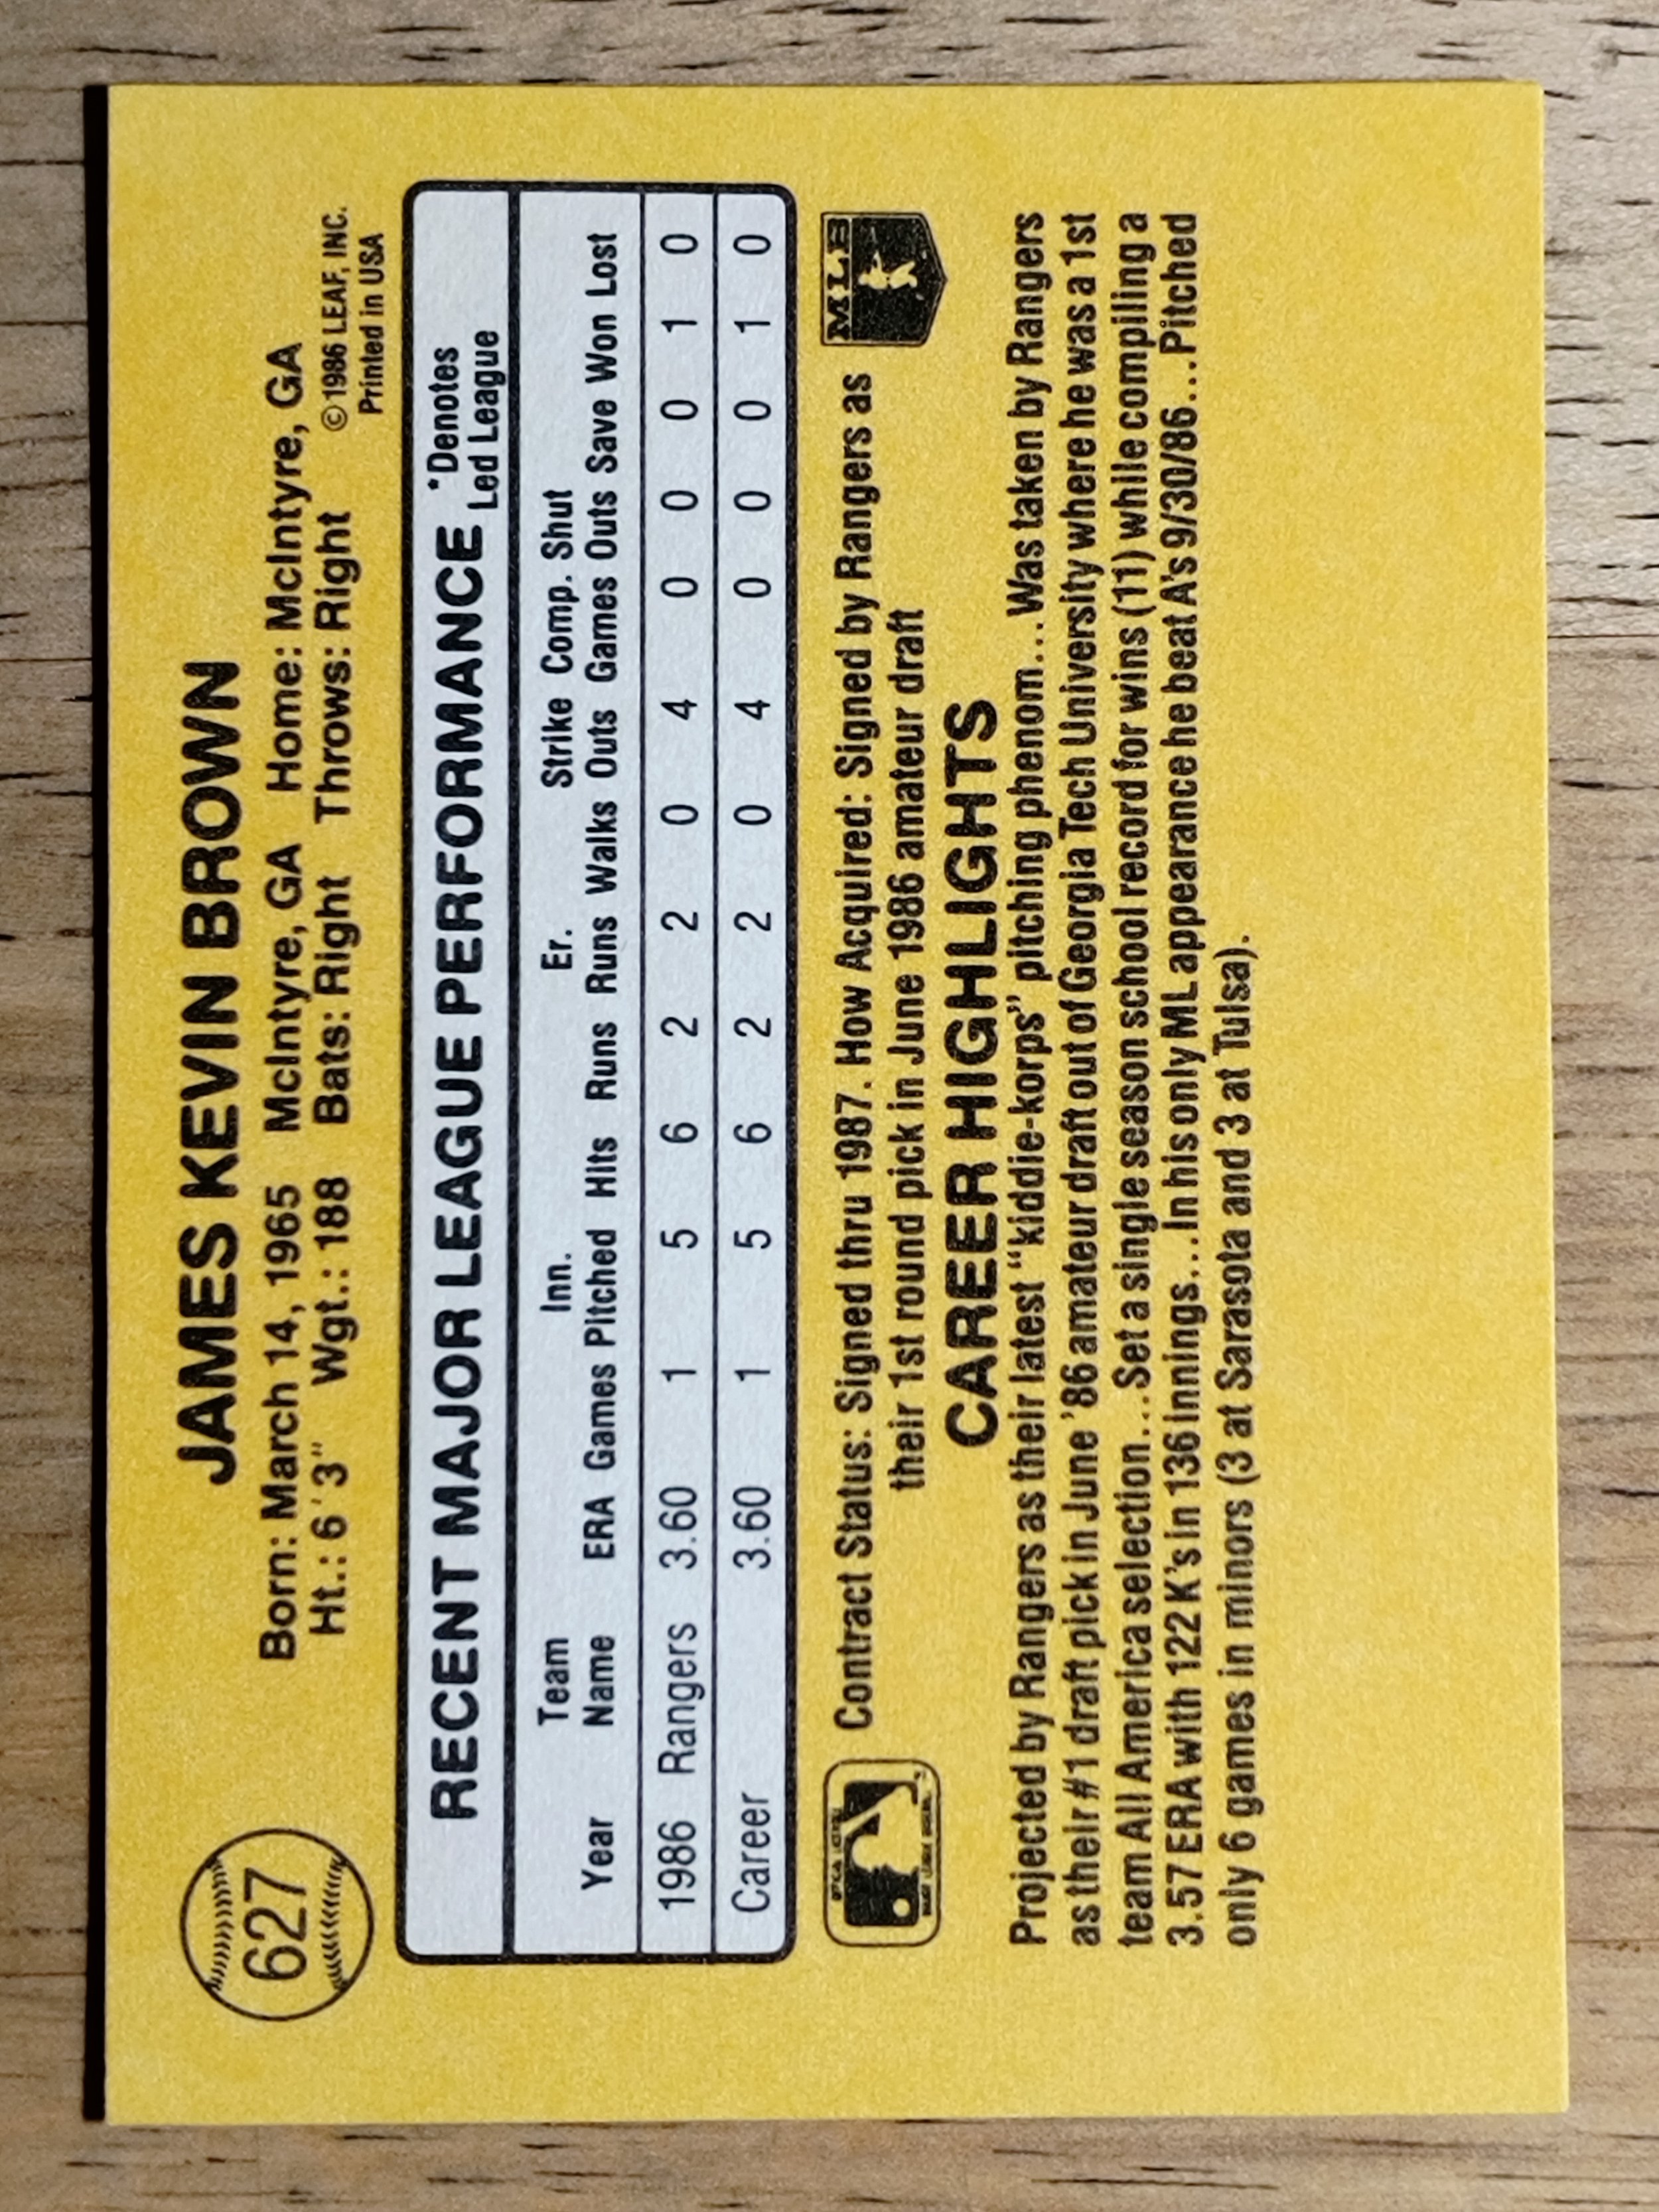 627
JAMES KEVIN BROWN
Born: March 14, 1965 McIntyre, GA Home: McIntyre, GA
Ht.: 6'3" Wgt.: 188 Bats: Right Throws: Right
©1986 LEAF, INC.
Printed in USA
RECENT MAJOR LEAGUE PERFORMANCE *Denotes Led League
Team Inn. Er. Strike Comp. Shut
Year Name ERA Games Pitched Hits Runs Runs Walks Outs Games Outs Save Won Lost
1986 Rangers 3.60 1 5 6 2 2 0 4 0 0 0 1 0
Career 3.60 1 5 6 2 2 0 4 0 0 0 1 0
Contract Status: Signed thru 1987. How Acquired: Signed by Rangers as
their 1st round pick in June 1986 amateur draft
MLB
CAREER HIGHLIGHTS
Projected by Rangers as their latest "kiddie-korps" pitching phenom...Was taken by Rangers
as their #1 draft pick in June '86 amateur draft out of Georgia Tech University where he was a 1st
team All America selection...Set a single season school record for wins (11) while compiling a
3.57 ERA with 122 K's in 136 innings...In his only ML appearance he beat A's 9/30/86...Pitched
only 6 games in minors (3 at Sarasota and 3 at Tulsa).